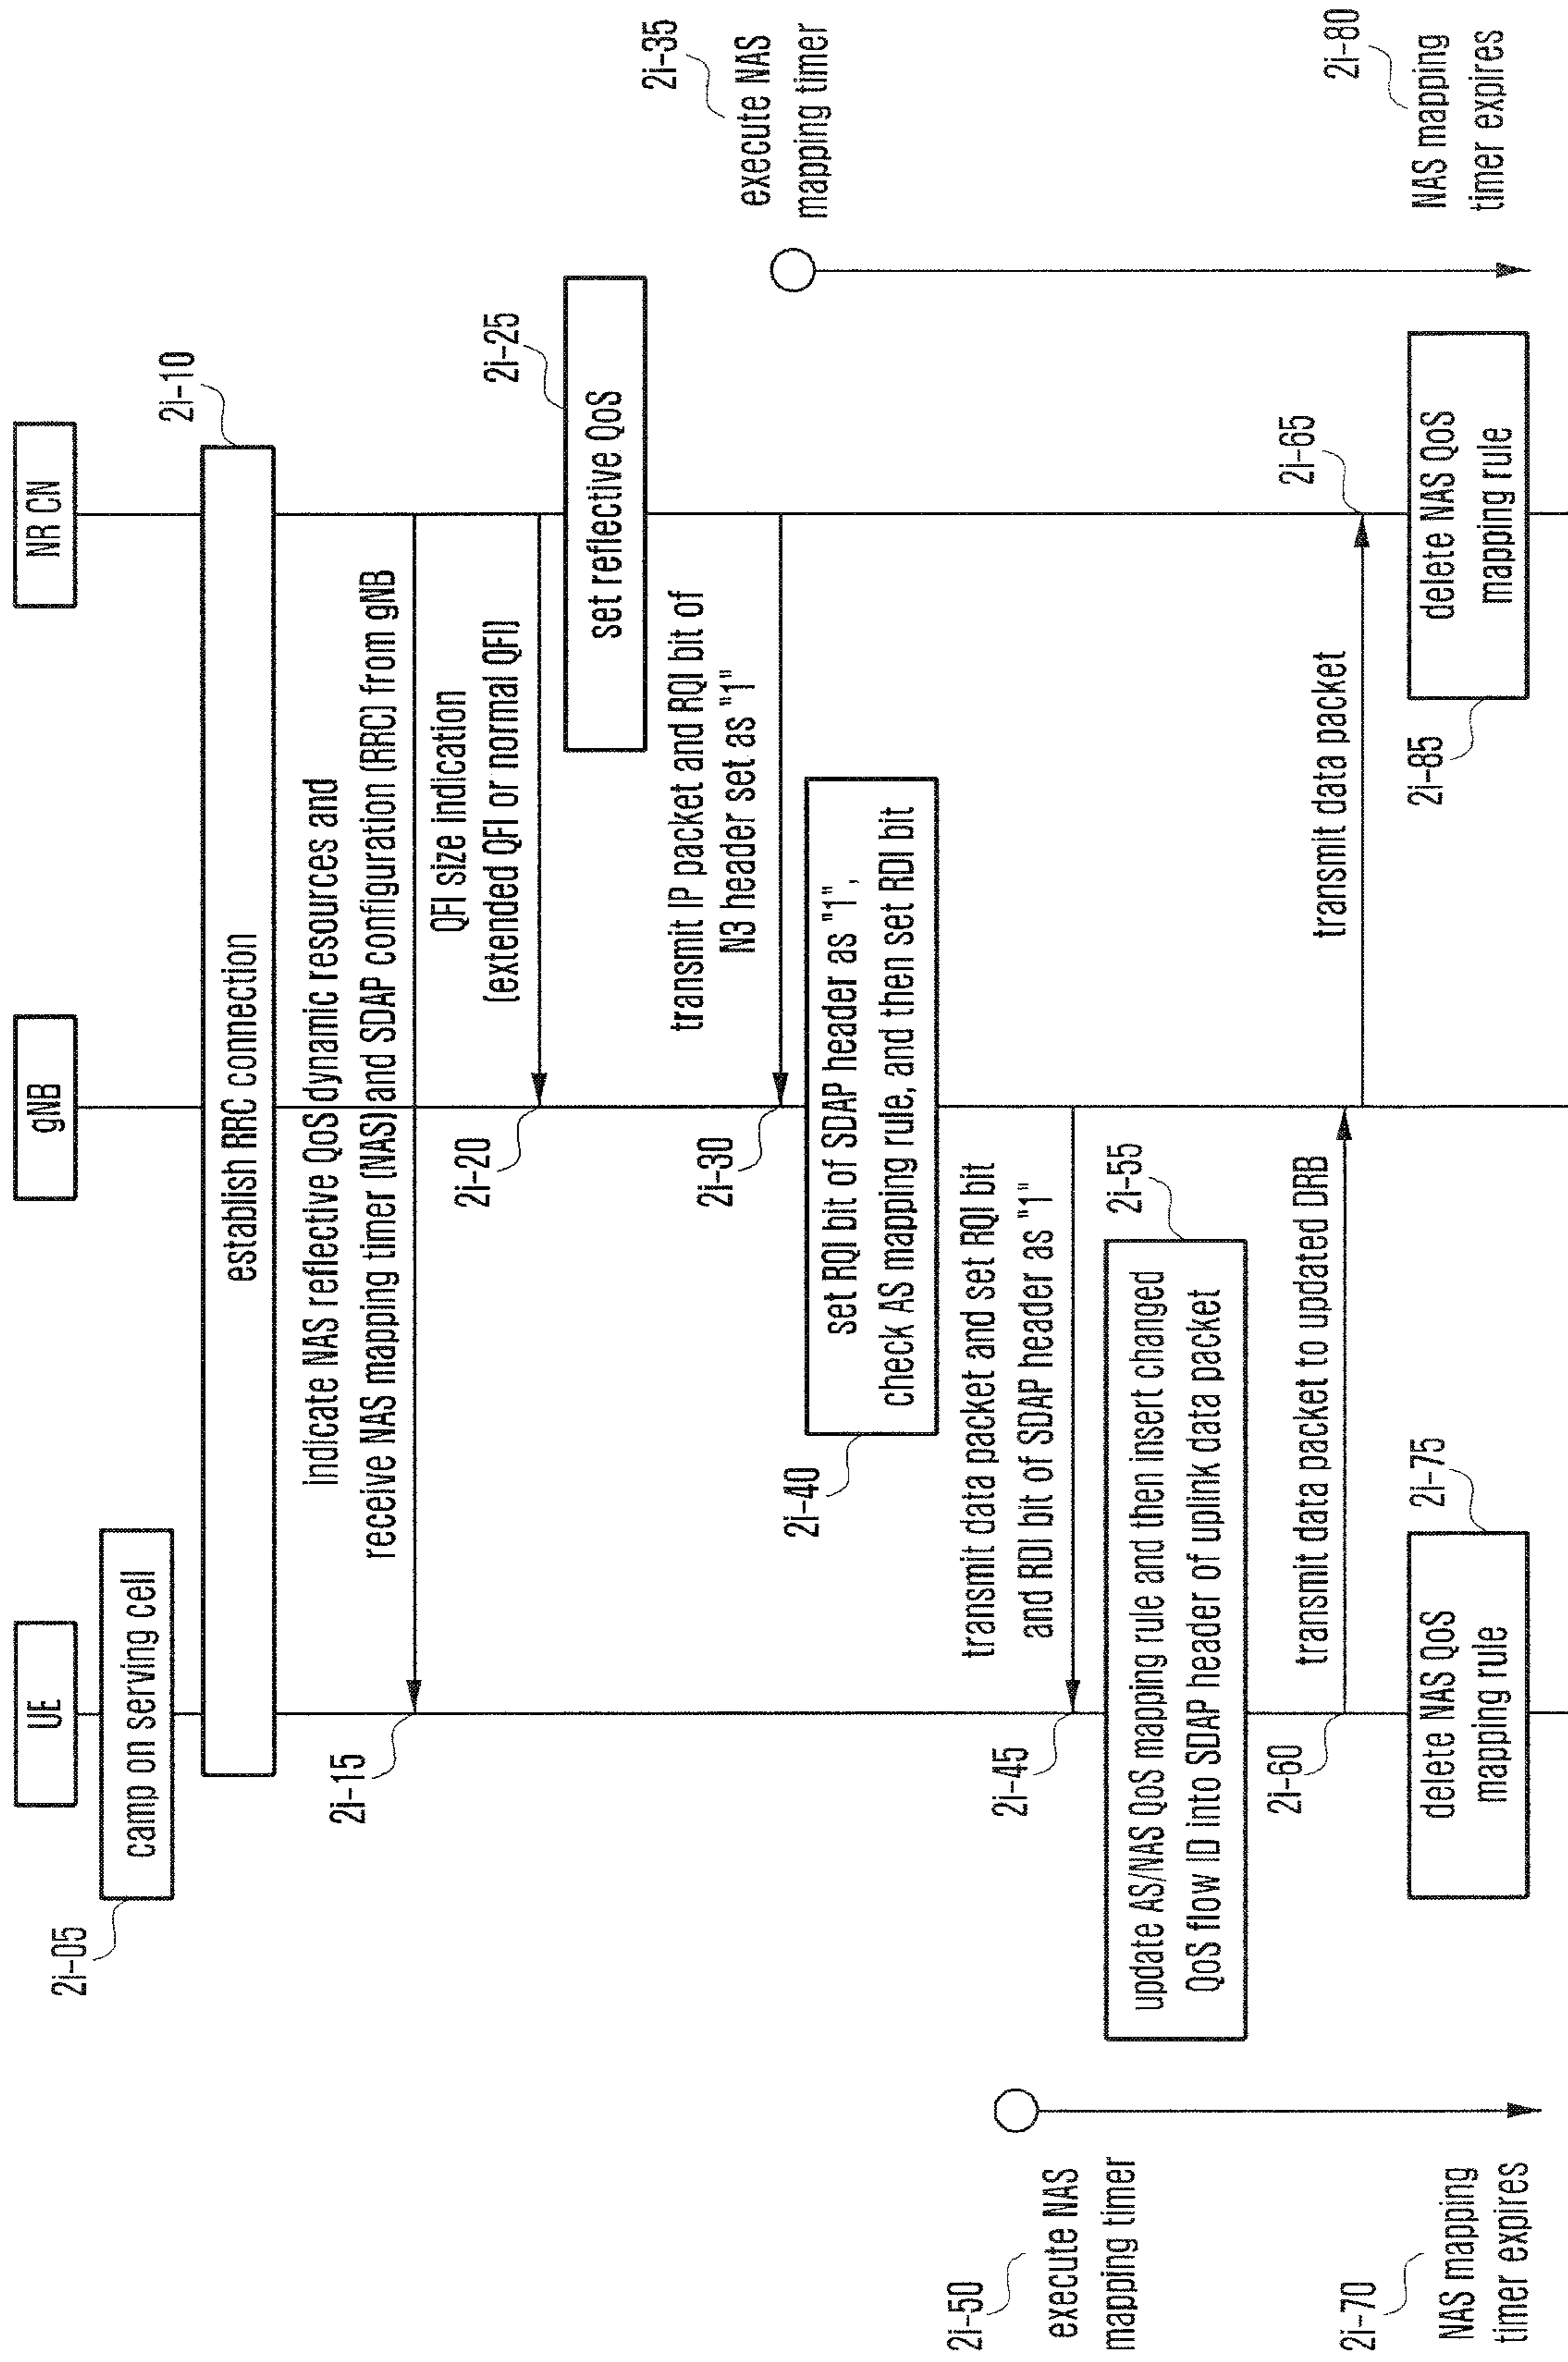 UE
gNB
NR CN
2i-05
camp on serving cell
establish RRC connection
2i-10
indicate NAS reflective QoS dynamic resources and
receive NAS mapping timer (NAS) and SDAP configuration (RRC) from gNB
2i-15
QFI size indication
(extended QFI or normal QFI)
2i-20
2i-25
set reflective QoS
transmit IP packet and RQI bit of
N3 header set as "1"
2i-30
2i-35
execute NAS
mapping timer
set RQI bit of SDAP header as "1",
check AS mapping rule, and then set RDI bit
2i-40
transmit data packet and set RQI bit
and RDI bit of SDAP header as "1"
2i-45
2i-50
execute NAS
mapping timer
2i-55
update AS/NAS QoS mapping rule and then insert changed
QoS flow ID into SDAP header of uplink data packet
2i-60
transmit data packet to updated DRB
transmit data packet
2i-65
2i-70
NAS mapping
timer expires
2i-75
delete NAS QoS
mapping rule
2i-80
NAS mapping
timer expires
2i-85
delete NAS QoS
mapping rule